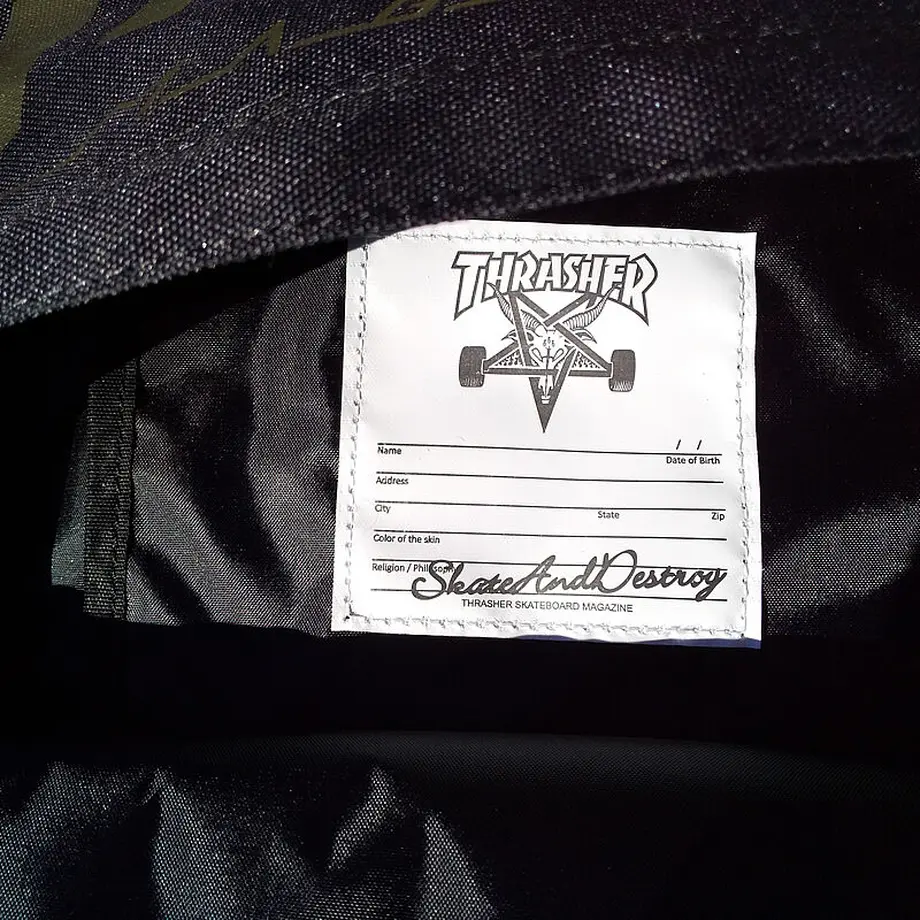 THRASHER
/ /
Name Date of Birth
Address
City State Zip
Color of the skin
Religion / Philosophy SkateAndDestroy
THRASHER SKATEBOARD MAGAZINE